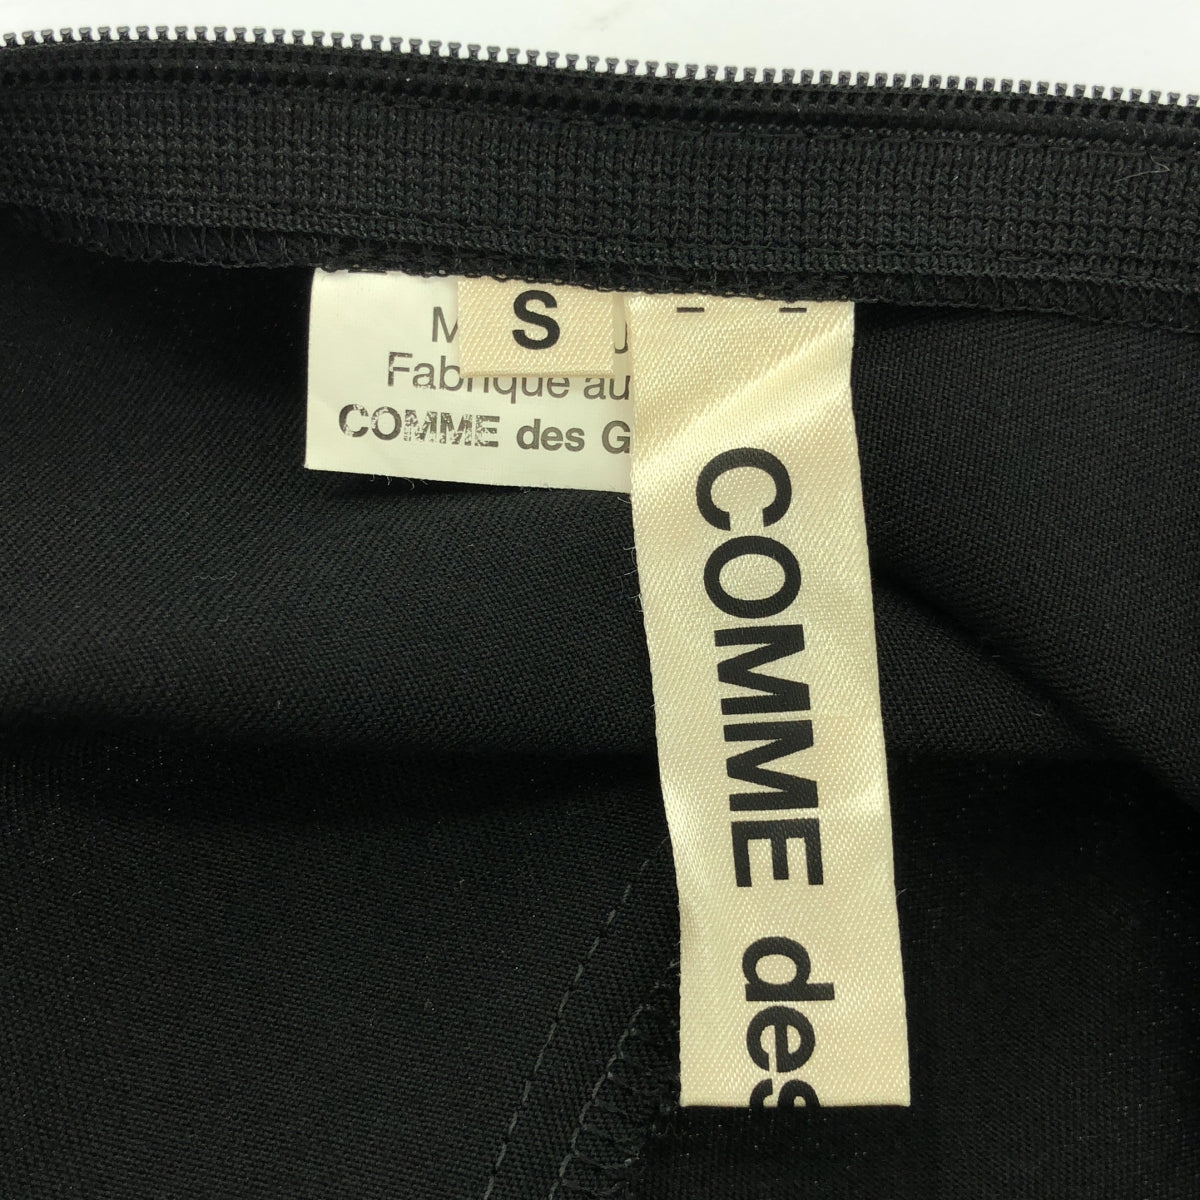 S
Fabrique au
COMME des G
COMME des